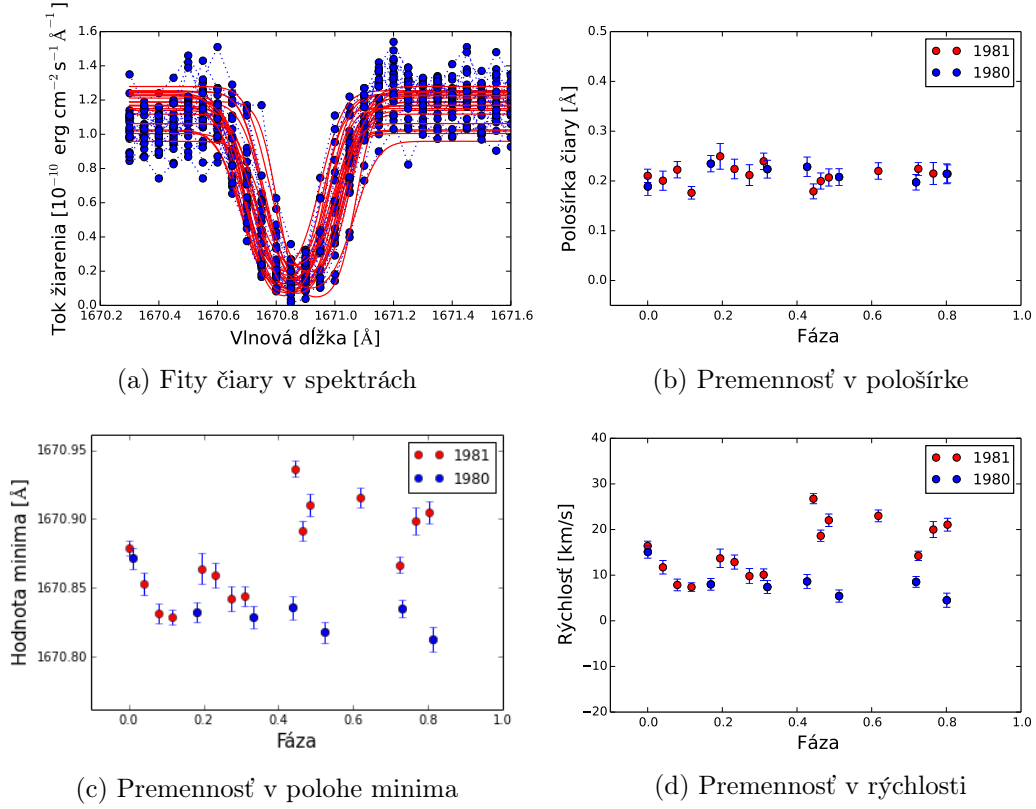 Tok žiarenia [10⁻¹⁰ erg cm⁻² s⁻¹ Å⁻¹]
1.6
1.4
1.2
1.0
0.8
0.6
0.4
0.2
0.0
1670.2 1670.4 1670.6 1670.8 1671.0 1671.2 1671.4 1671.6
Vlnová dĺžka [Å]
(a) Fity čiary v spektrách
Pološírka čiary [Å]
0.5
0.4
0.3
0.2
0.1
0.0
1981
1980
0.0 0.2 0.4 0.6 0.8 1.0
Fáza
(b) Premennosť v pološírke
Hodnota minima [Å]
1670.95
1670.90
1670.85
1670.80
1981
1980
0.0 0.2 0.4 0.6 0.8 1.0
Fáza
(c) Premennosť v polohe minima
Rýchlosť [km/s]
40
30
20
10
0
−10
−20
1981
1980
0.0 0.2 0.4 0.6 0.8 1.0
Fáza
(d) Premennosť v rýchlosti